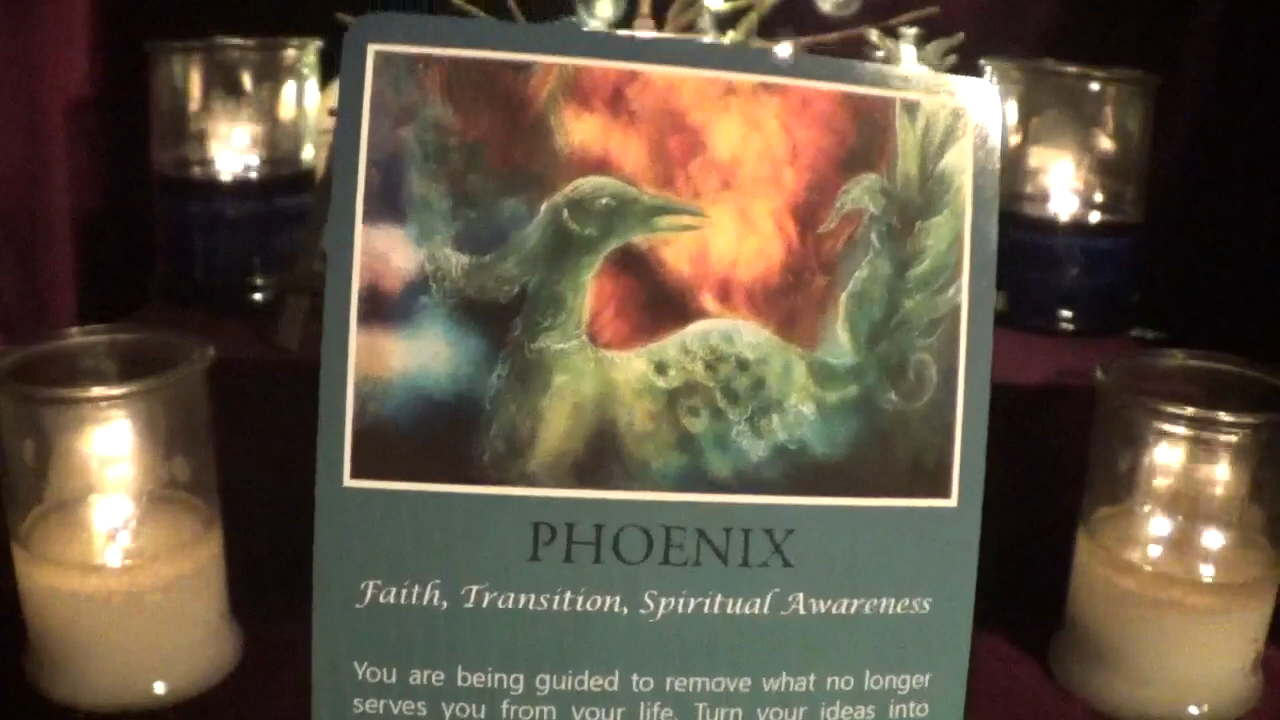 PHOENIX
Faith, Transition, Spiritual Awareness
You are being guided to remove what no longer
serves you from your life. Turn your ideas into